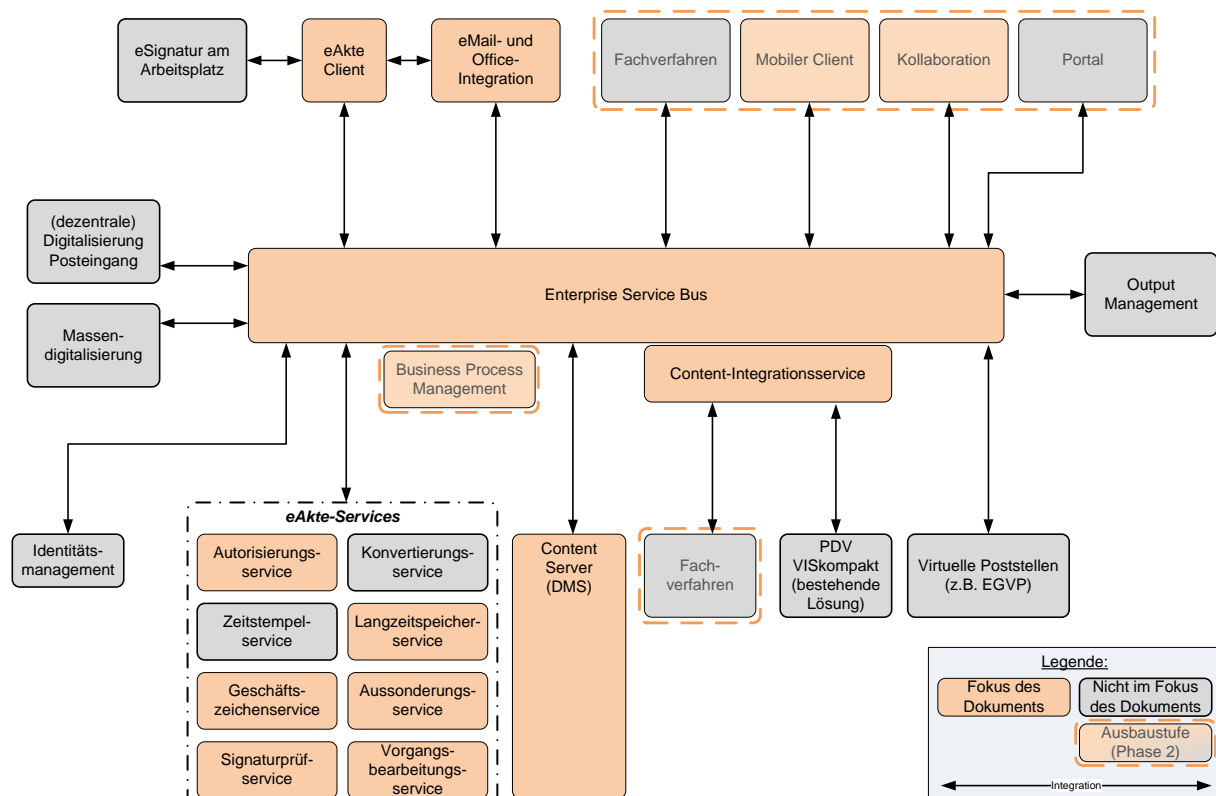 eSignatur am
Arbeitsplatz
eAkte
Client
eMail- und
Office-
Integration
Fachverfahren
Mobiler Client
Kollaboration
Portal
(dezentrale)
Digitalisierung
Posteingang
Massen-
digitalisierung
Enterprise Service Bus
Output
Management
Business Process
Management
Content-Integrationsservice
Identitäts-
management
eAkte-Services
Autorisierungs-
service
Konvertierungs-
service
Zeitstempel-
service
Langzeitspeicher-
service
Geschäfts-
zeichenservice
Aussonderungs-
service
Signaturprüf-
service
Vorgangs-
bearbeitungs-
service
Content
Server
(DMS)
Fach-
verfahren
PDV
VISkompakt
(bestehende
Lösung)
Virtuelle Poststellen
(z.B. EGVP)
Legende:
Fokus des
Dokuments
Nicht im Fokus
des Dokuments
Ausbaustufe
(Phase 2)
Integration